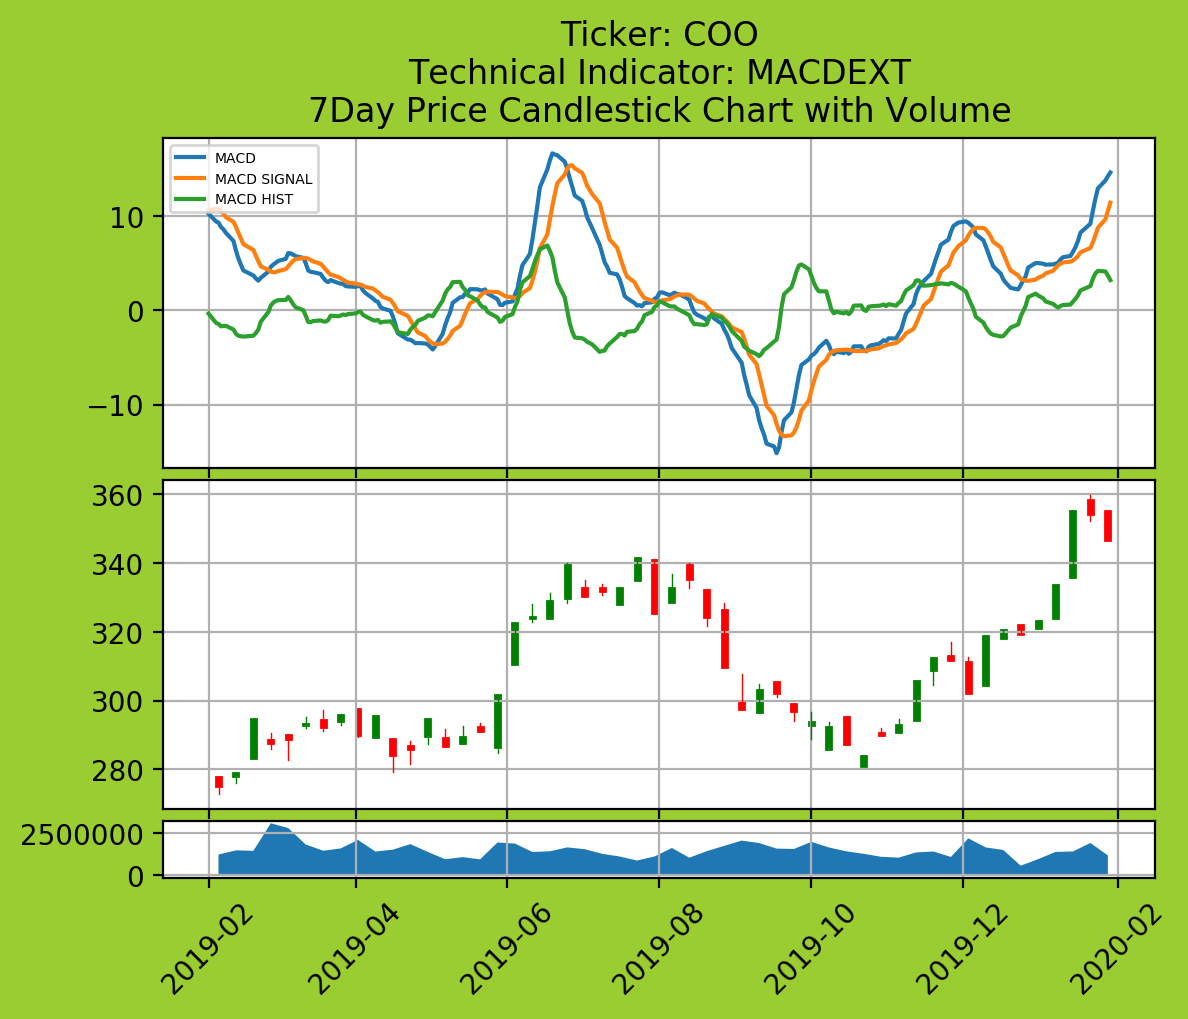 Ticker: COO
Technical Indicator: MACDEXT
7Day Price Candlestick Chart with Volume
MACD
MACD SIGNAL
MACD HIST
10
0
−10
360
340
320
300
280
2500000
0
2019-02
2019-04
2019-06
2019-08
2019-10
2019-12
2020-02